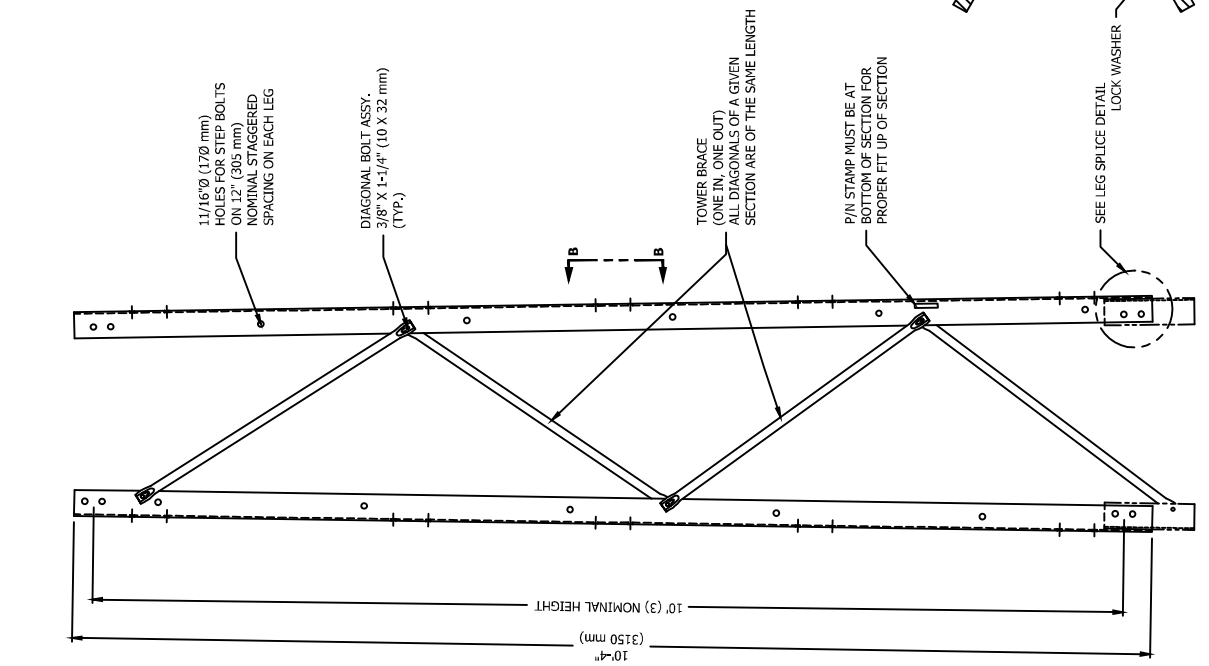 11/16"Ø (17Ø mm)
HOLES FOR STEP BOLTS
ON 12" (305 mm)
NOMINAL STAGGERED
SPACING ON EACH LEG
DIAGONAL BOLT ASSY.
3/8" X 1-1/4" (10 X 32 mm)
(TYP.)
TOWER BRACE
(ONE IN, ONE OUT)
ALL DIAGONALS OF A GIVEN
SECTION ARE OF THE SAME LENGTH
P/N STAMP MUST BE AT
BOTTOM OF SECTION FOR
PROPER FIT UP OF SECTION
SEE LEG SPLICE DETAIL
LOCK WASHER
B
B
10' (3) NOMINAL HEIGHT
10'-4"
(3150 mm)